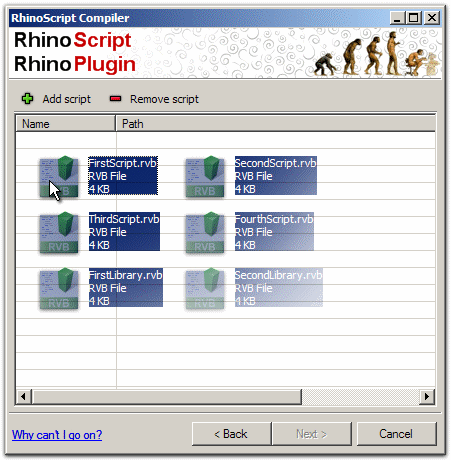 RhinoScript Compiler
RhinoScript
RhinoPlugin
Add script
Remove script
Name
Path
FirstScript.rvb
RVB File
4 KB
SecondScript.rvb
RVB File
4 KB
ThirdScript.rvb
RVB File
4 KB
FourthScript.rvb
RVB File
4 KB
FirstLibrary.rvb
RVB File
4 KB
SecondLibrary.rvb
RVB File
4 KB
RVB
RVB
RVB
RVB
RVB
RVB
Why can't I go on?
< Back
Next >
Cancel